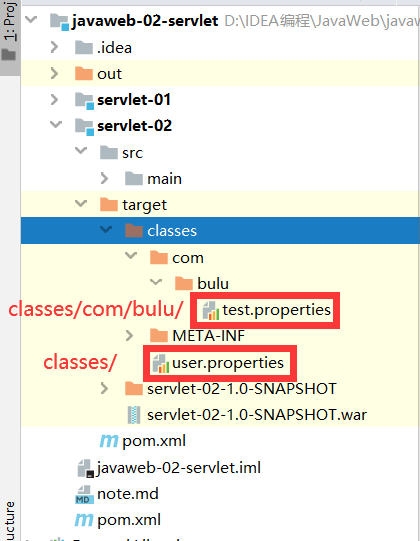 1: Proj
javaweb-02-servlet D:\IDEA编程\JavaWeb\javaw
.idea
out
servlet-01
servlet-02
src
main
target
classes
com
bulu
classes/com/bulu/ test.properties
META-INF
classes/ user.properties
servlet-02-1.0-SNAPSHOT
servlet-02-1.0-SNAPSHOT.war
m pom.xml
javaweb-02-servlet.iml
MD note.md
m pom.xml
ucture